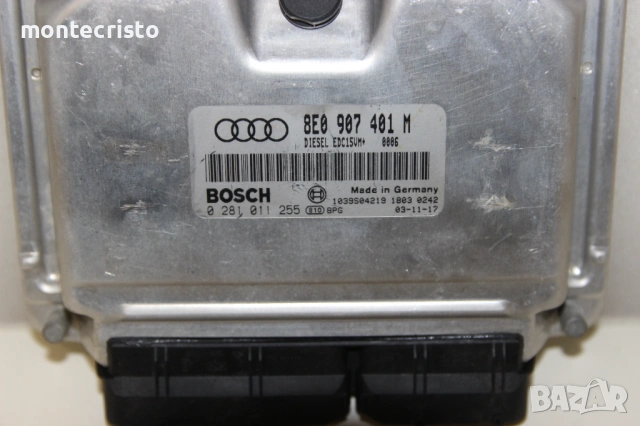 montecristo
8E0 907 401 M
DIESEL EDC15VM+ 0006
BOSCH
Made in Germany
0 281 011 255 BPG
1039S04219 1803 0242
03-11-17
BAZAR